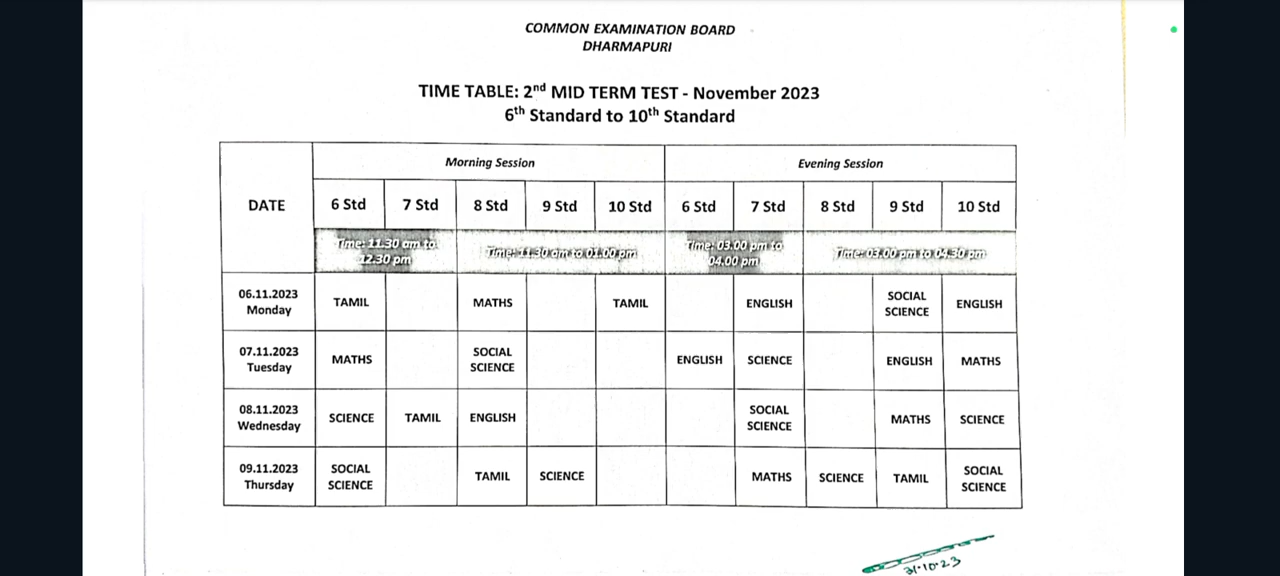 COMMON EXAMINATION BOARD
DHARMAPURI
TIME TABLE: 2nd MID TERM TEST - November 2023
6th Standard to 10th Standard
DATE Morning Session Evening Session
6 Std 7 Std 8 Std 9 Std 10 Std 6 Std 7 Std 8 Std 9 Std 10 Std
Time: 11.30 am to 12.30 pm Time: 11.30 am to 01.00 pm Time: 03.00 pm to 04.00 pm Time: 03.00 pm to 04.30 pm
06.11.2023 Monday TAMIL MATHS TAMIL ENGLISH SOCIAL SCIENCE ENGLISH
07.11.2023 Tuesday MATHS SOCIAL SCIENCE ENGLISH SCIENCE ENGLISH MATHS
08.11.2023 Wednesday SCIENCE TAMIL ENGLISH SOCIAL SCIENCE MATHS SCIENCE
09.11.2023 Thursday SOCIAL SCIENCE TAMIL SCIENCE MATHS SCIENCE TAMIL SOCIAL SCIENCE
31·10·23